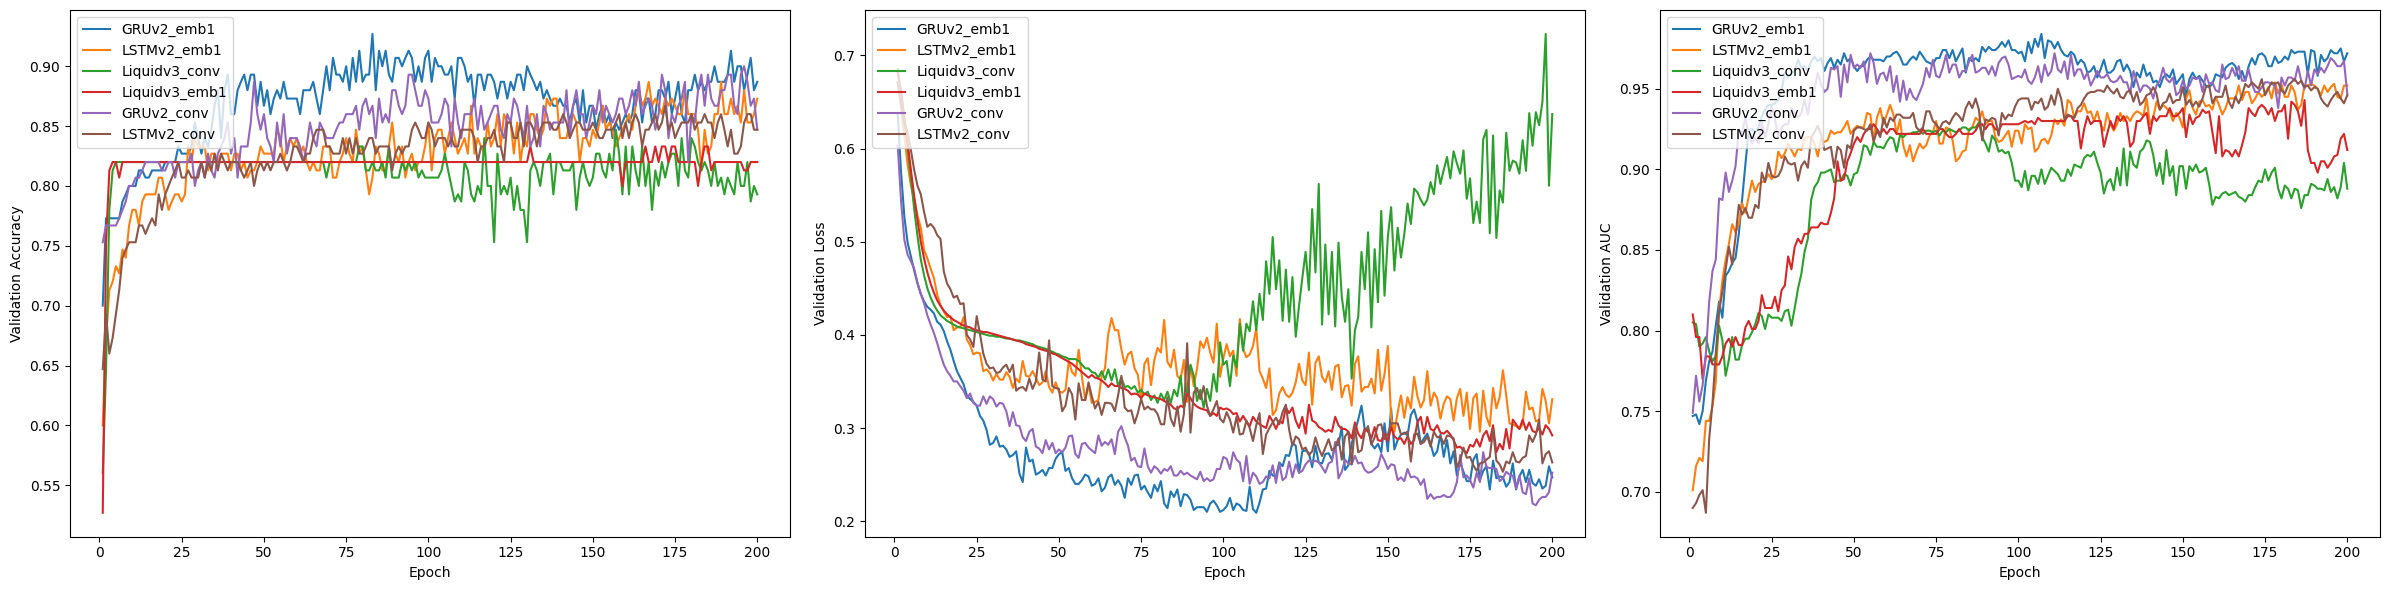 GRUv2_emb1
LSTMv2_emb1
Liquidv3_conv
Liquidv3_emb1
GRUv2_conv
LSTMv2_conv
Validation Accuracy
0.90
0.85
0.80
0.75
0.70
0.65
0.60
0.55
0 25 50 75 100 125 150 175 200
Epoch
GRUv2_emb1
LSTMv2_emb1
Liquidv3_conv
Liquidv3_emb1
GRUv2_conv
LSTMv2_conv
Validation Loss
0.7
0.6
0.5
0.4
0.3
0.2
0 25 50 75 100 125 150 175 200
Epoch
GRUv2_emb1
LSTMv2_emb1
Liquidv3_conv
Liquidv3_emb1
GRUv2_conv
LSTMv2_conv
Validation AUC
0.95
0.90
0.85
0.80
0.75
0.70
0 25 50 75 100 125 150 175 200
Epoch